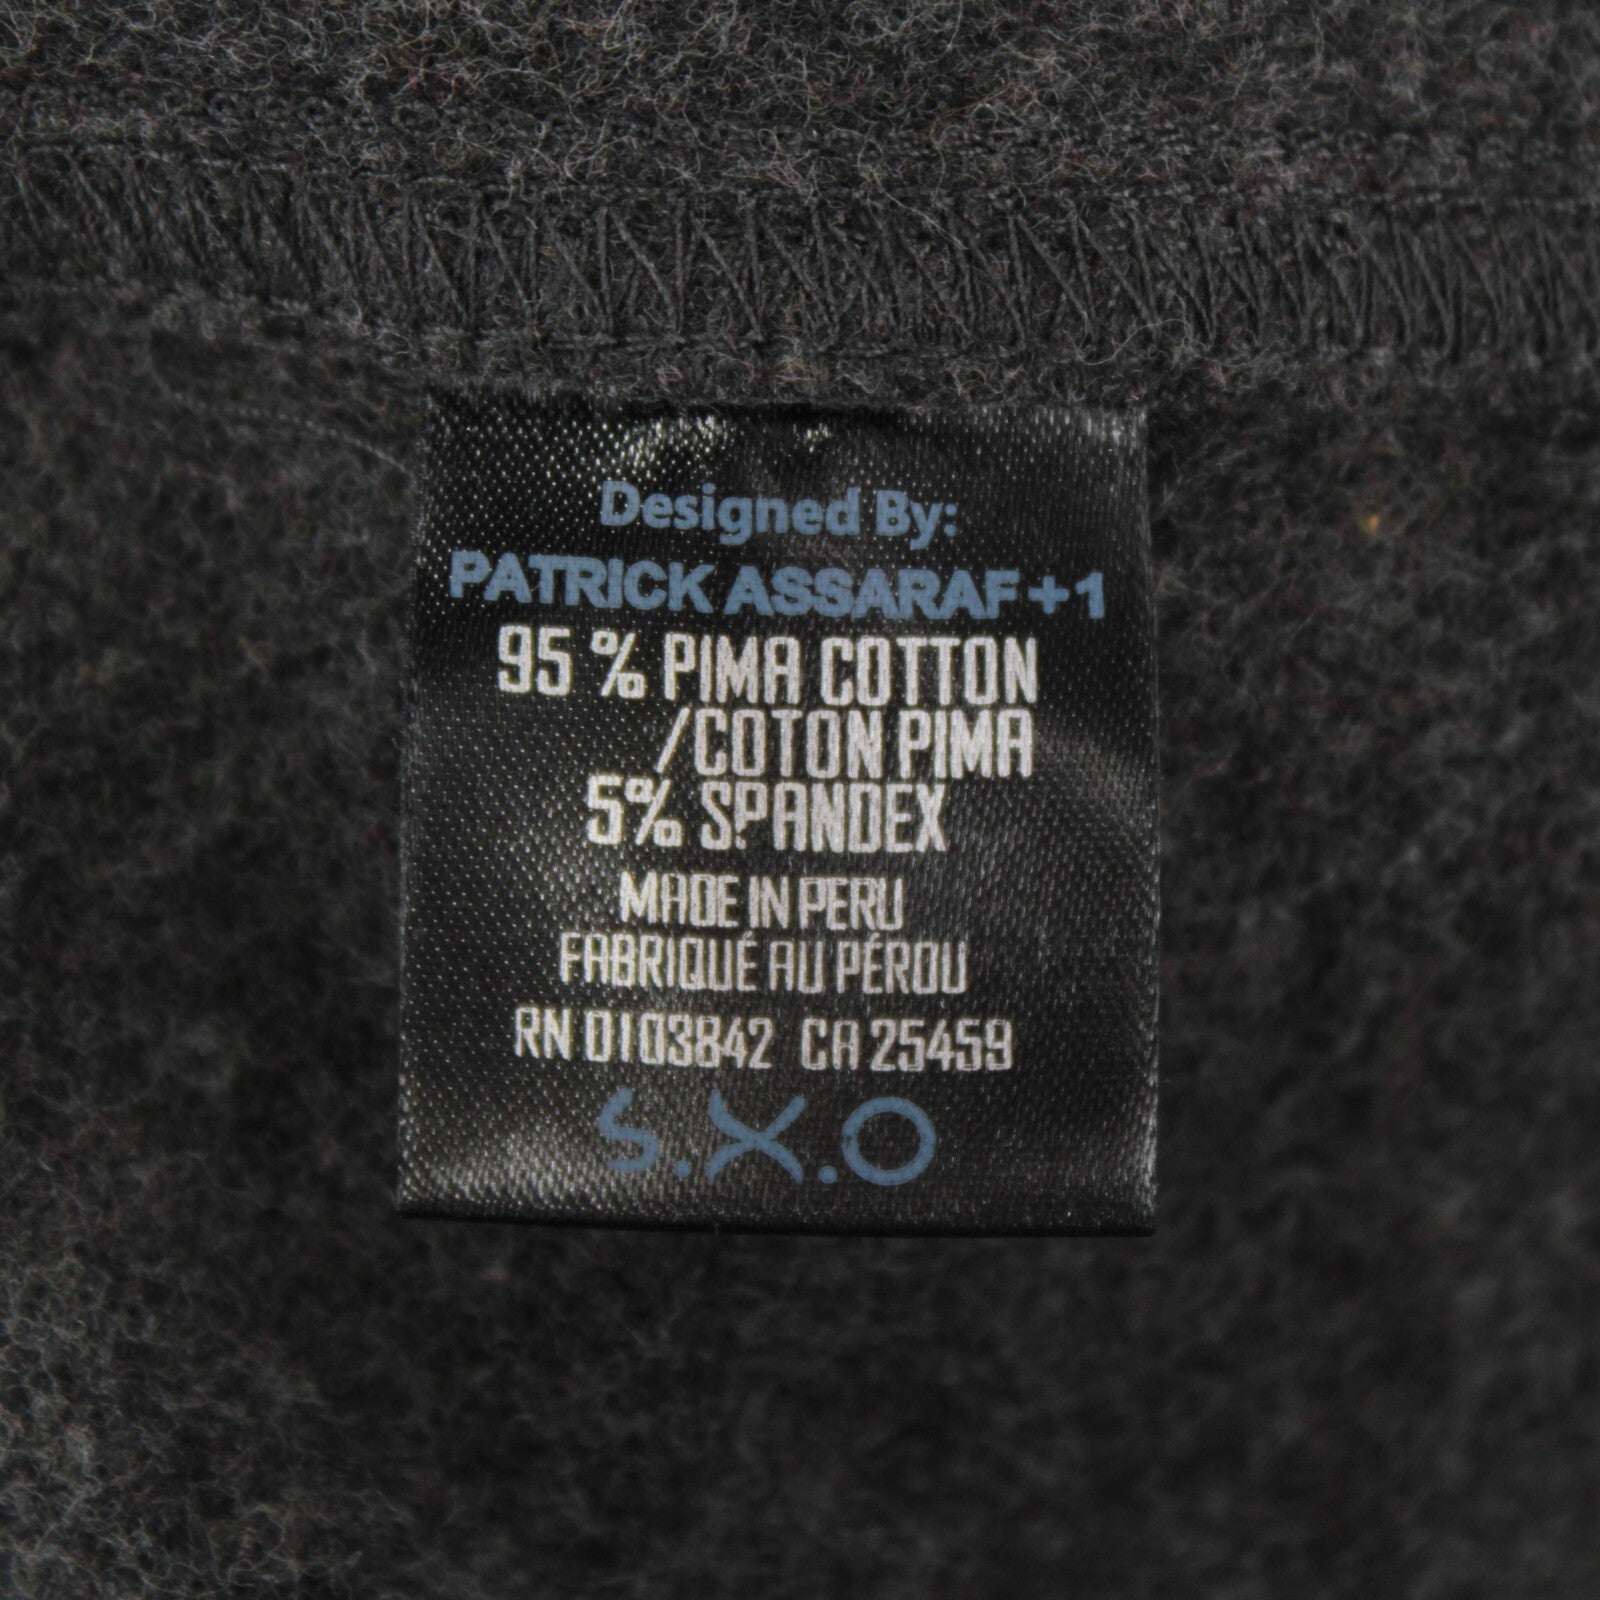 Designed By:
PATRICK ASSARAF+1
95 % PIMA COTTON
/COTON PIMA
5% SPANDEX
MADE IN PERU
FABRIQUÉ AU PÉROU
RN 0103842 CA 25459
S.X.O